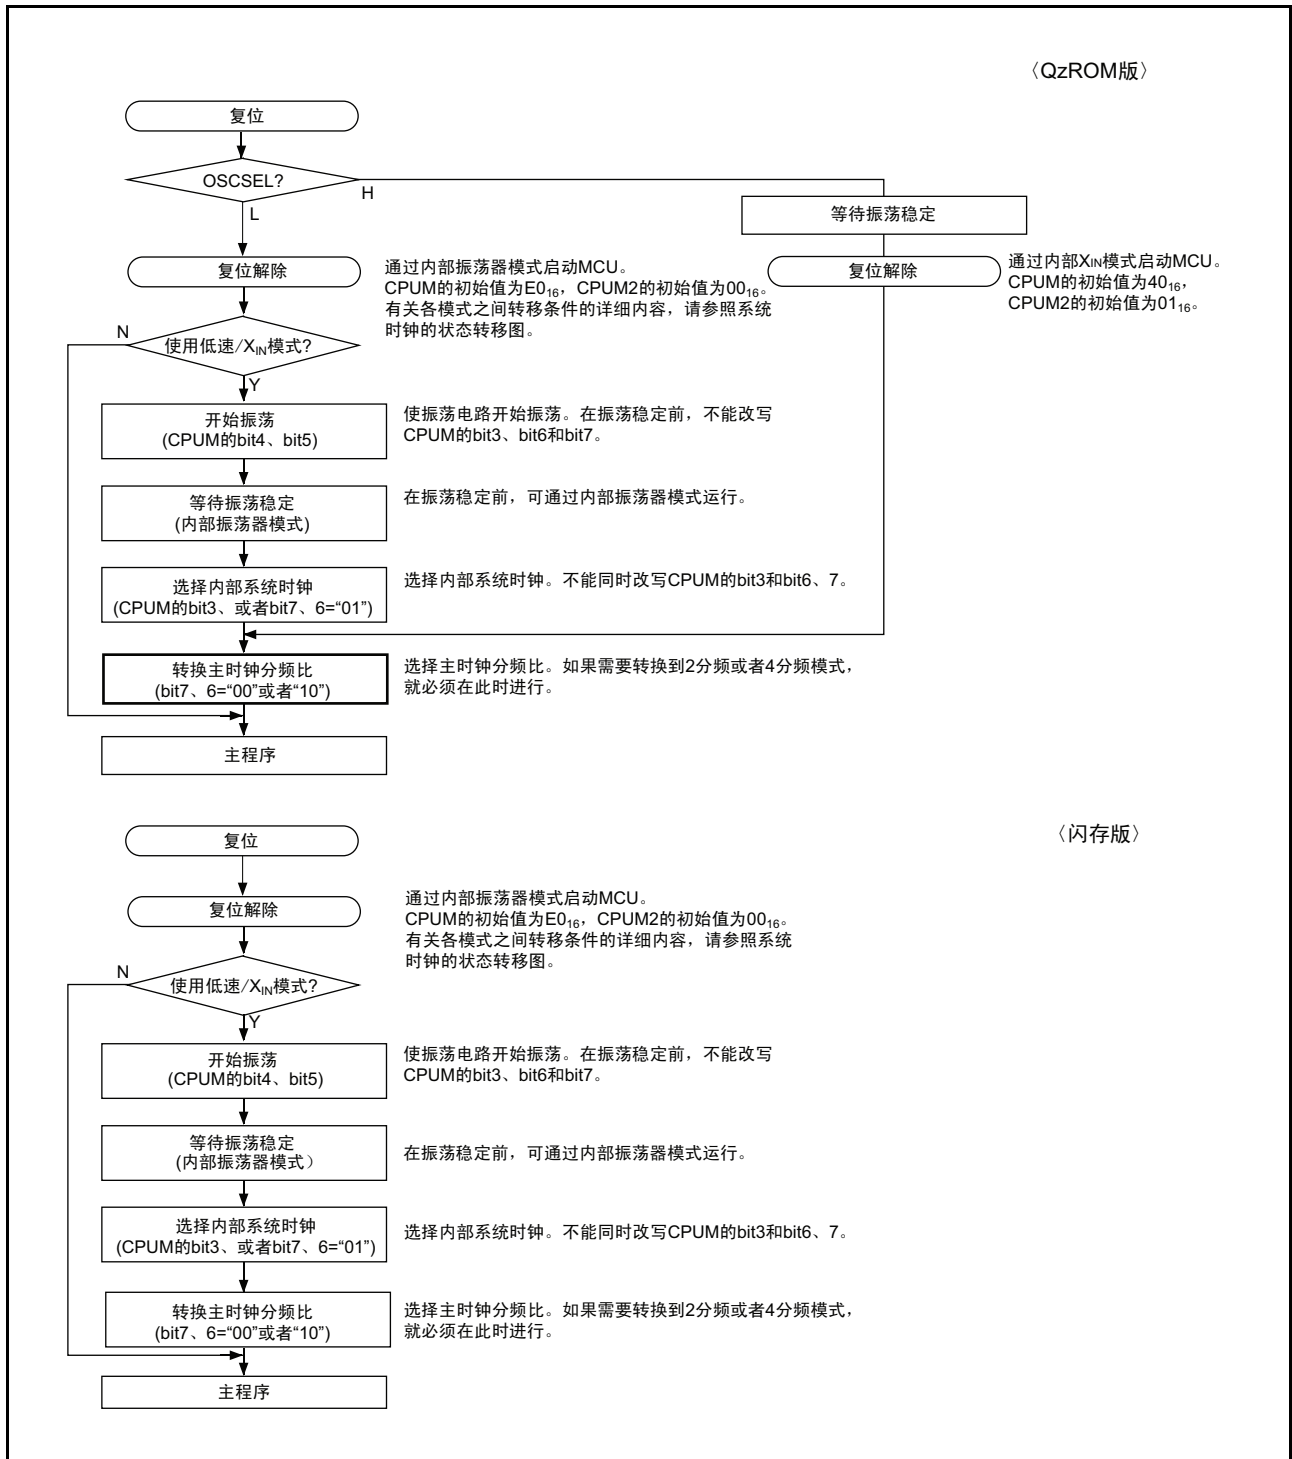 〈QzROM版〉
复位
OSCSEL?
H
L
等待振荡稳定
复位解除
通过内部振荡器模式启动MCU。
CPUM的初始值为E0₁₆，CPUM2的初始值为00₁₆。
有关各模式之间转移条件的详细内容，请参照系统
时钟的状态转移图。
复位解除
通过内部XIN模式启动MCU。
CPUM的初始值为40₁₆，
CPUM2的初始值为01₁₆。
N
使用低速/XIN模式?
Y
开始振荡
(CPUM的bit4、bit5)
使振荡电路开始振荡。在振荡稳定前，不能改写
CPUM的bit3、bit6和bit7。
等待振荡稳定
(内部振荡器模式)
在振荡稳定前，可通过内部振荡器模式运行。
选择内部系统时钟
(CPUM的bit3、或者bit7、6=“01”)
选择内部系统时钟。不能同时改写CPUM的bit3和bit6、7。
转换主时钟分频比
(bit7、6=“00”或者“10”)
选择主时钟分频比。如果需要转换到2分频或者4分频模式，
就必须在此时进行。
主程序
〈闪存版〉
复位
复位解除
通过内部振荡器模式启动MCU。
CPUM的初始值为E0₁₆，CPUM2的初始值为00₁₆。
有关各模式之间转移条件的详细内容，请参照系统
时钟的状态转移图。
N
使用低速/XIN模式?
Y
开始振荡
(CPUM的bit4、bit5)
使振荡电路开始振荡。在振荡稳定前，不能改写
CPUM的bit3、bit6和bit7。
等待振荡稳定
(内部振荡器模式）
在振荡稳定前，可通过内部振荡器模式运行。
选择内部系统时钟
(CPUM的bit3、或者bit7、6=“01”)
选择内部系统时钟。不能同时改写CPUM的bit3和bit6、7。
转换主时钟分频比
(bit7、6=“00”或者“10”)
选择主时钟分频比。如果需要转换到2分频或者4分频模式，
就必须在此时进行。
主程序